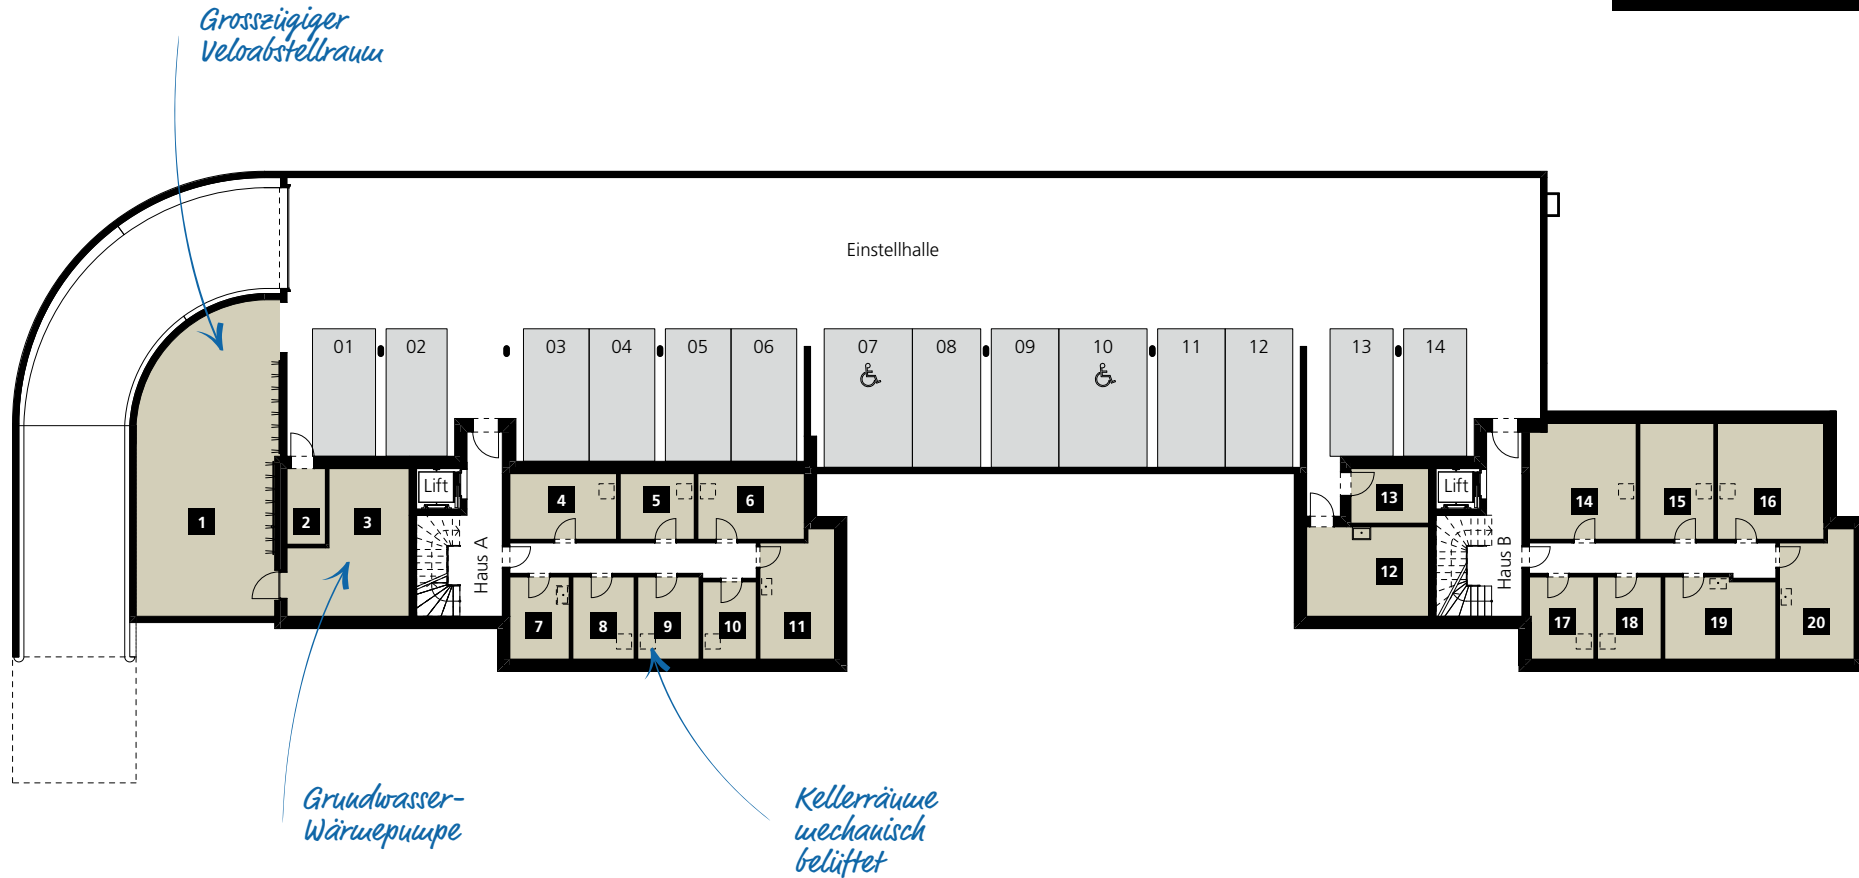 Grosszügiger
Veloabstellraum
Einstellhalle
01
02
03
04
05
06
07
08
09
10
11
12
13
14
1
2
3
Lift
Haus A
4
5
6
7
8
9
10
11
13
12
Lift
Haus B
14
15
16
17
18
19
20
Grundwasser-
Wärmepumpe
Kellerräume
mechanisch
belüftet